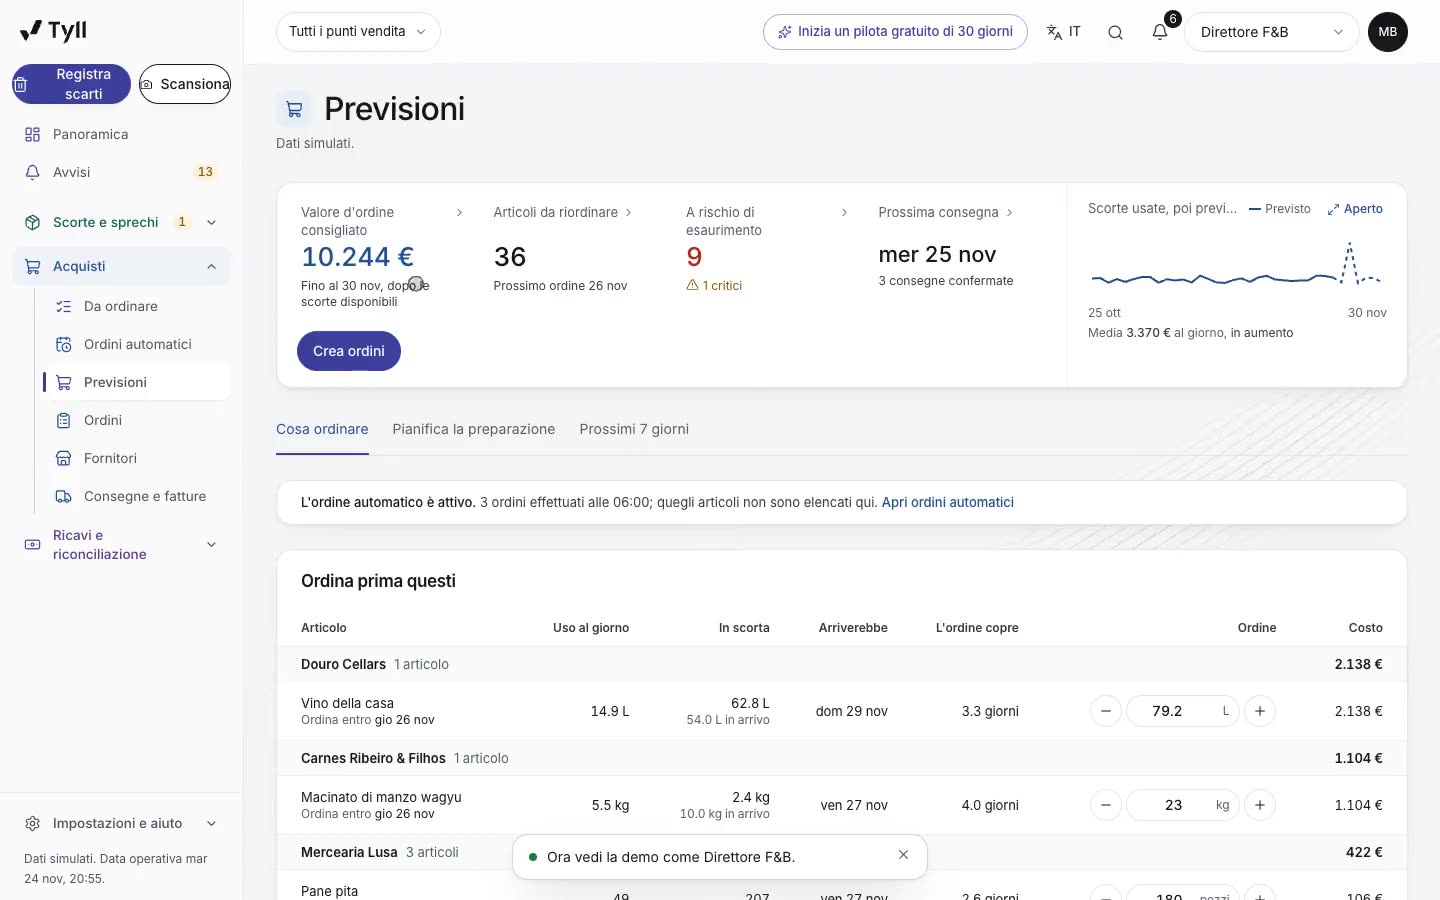 Tyll
Registra scarti
Scansiona
Panoramica
Avvisi 13
Scorte e sprechi 1
Acquisti
Da ordinare
Ordini automatici
Previsioni
Ordini
Fornitori
Consegne e fatture
Ricavi e riconciliazione
Impostazioni e aiuto
Dati simulati. Data operativa mar 24 nov, 20:55.
Tutti i punti vendita
Inizia un pilota gratuito di 30 giorni
IT
6
Direttore F&B
MB
Previsioni
Dati simulati.
Valore d'ordine consigliato
10.244 €
Fino al 30 nov, dopo le scorte disponibili
Articoli da riordinare
36
Prossimo ordine 26 nov
A rischio di esaurimento
9
1 critici
Prossima consegna
mer 25 nov
3 consegne confermate
Crea ordini
Scorte usate, poi previ...
Previsto
Aperto
25 ott
30 nov
Media 3.370 € al giorno, in aumento
Cosa ordinare
Pianifica la preparazione
Prossimi 7 giorni
L'ordine automatico è attivo. 3 ordini effettuati alle 06:00; quegli articoli non sono elencati qui. Apri ordini automatici
Ordina prima questi
Articolo Uso al giorno In scorta Arriverebbe L'ordine copre Ordine Costo
Douro Cellars 1 articolo 2.138 €
Vino della casa 14.9 L 62.8 L dom 29 nov 3.3 giorni 79.2 L 2.138 €
Ordina entro gio 26 nov 54.0 L in arrivo
Carnes Ribeiro & Filhos 1 articolo 1.104 €
Macinato di manzo wagyu 5.5 kg 2.4 kg ven 27 nov 4.0 giorni 23 kg 1.104 €
Ordina entro gio 26 nov 10.0 kg in arrivo
Mercearia Lusa 3 articoli 422 €
Pane pita 49 207 ven 27 nov 2.6 giorni 180 pezzi 106 €
Ora vedi la demo come Direttore F&B.